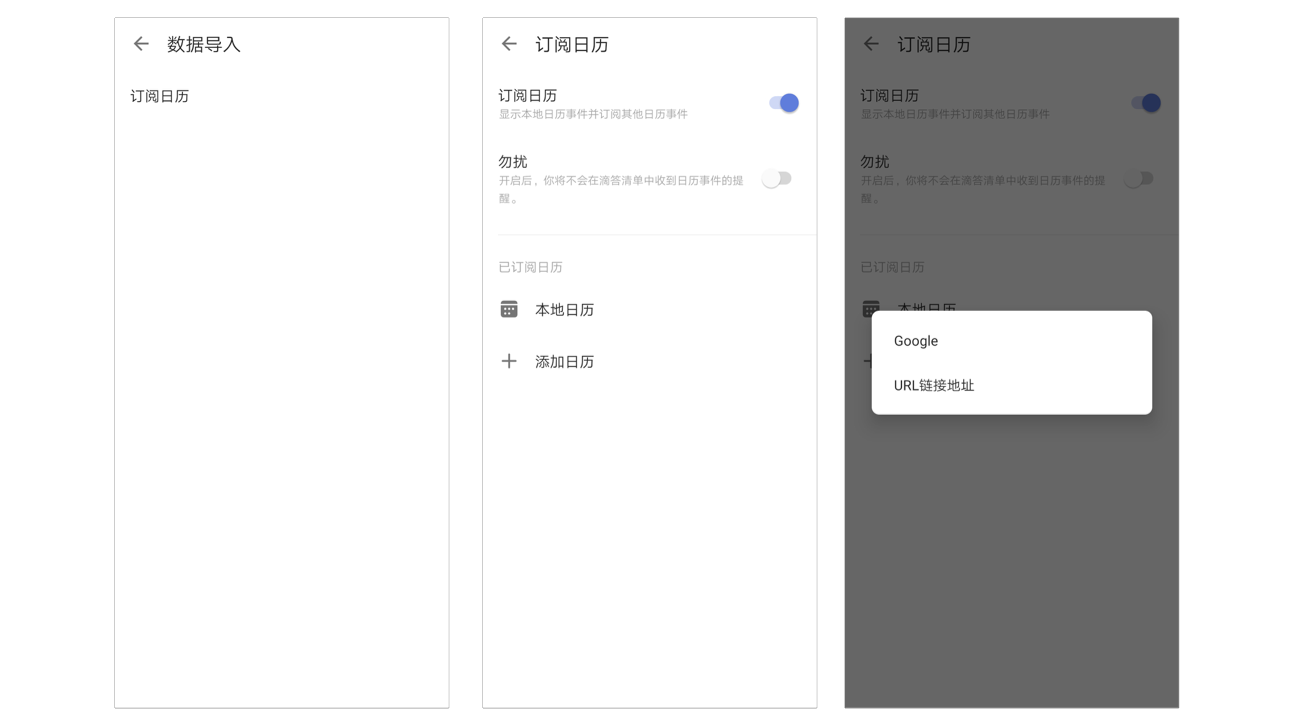 数据导入
订阅日历
订阅日历
订阅日历
显示本地日历事件并订阅其他日历事件
勿扰
开启后，你将不会在滴答清单中收到日历事件的提
醒。
已订阅日历
本地日历
添加日历
订阅日历
订阅日历
显示本地日历事件并订阅其他日历事件
勿扰
开启后，你将不会在滴答清单中收到日历事件的提
醒。
已订阅日历
本地日历
Google
URL链接地址